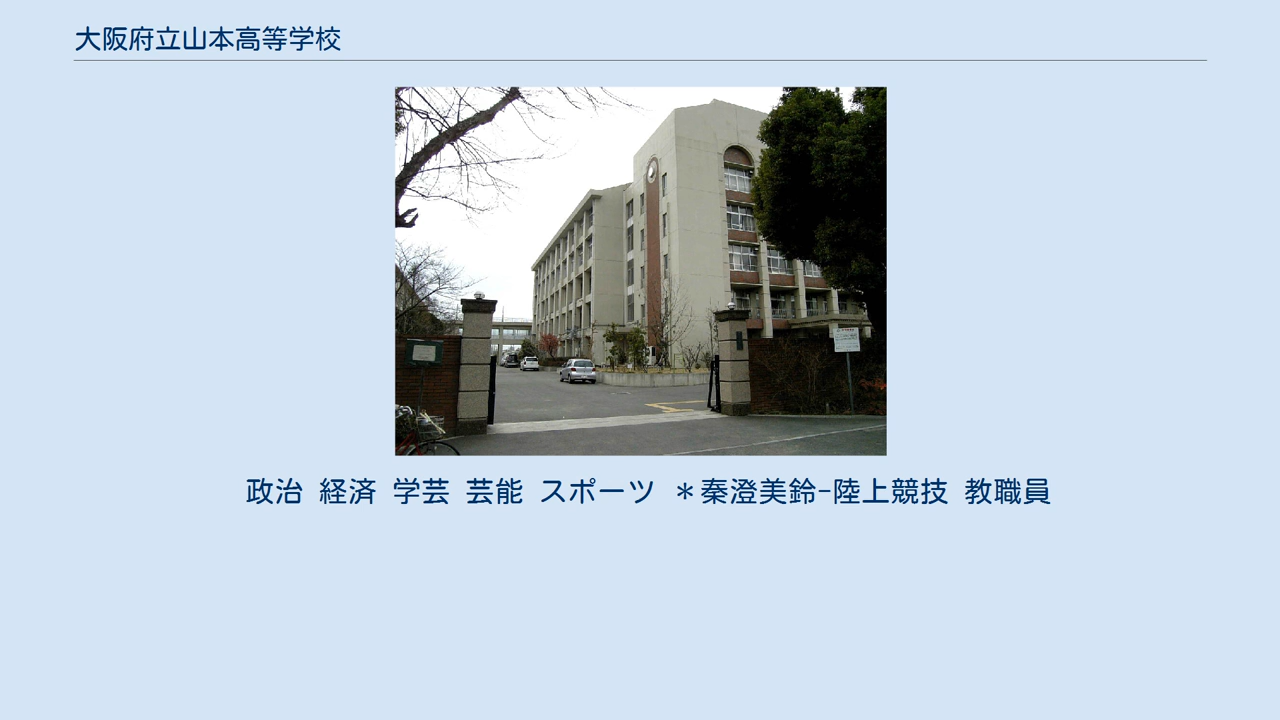 大阪府立山本高等学校
政治 経済 学芸 芸能 スポーツ ＊秦澄美鈴-陸上競技 教職員